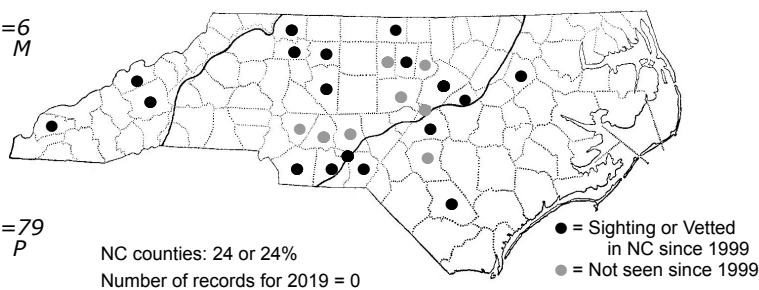 =6
M
=79
P
NC counties: 24 or 24%
Number of records for 2019 = 0
= Sighting or Vetted
in NC since 1999
= Not seen since 1999